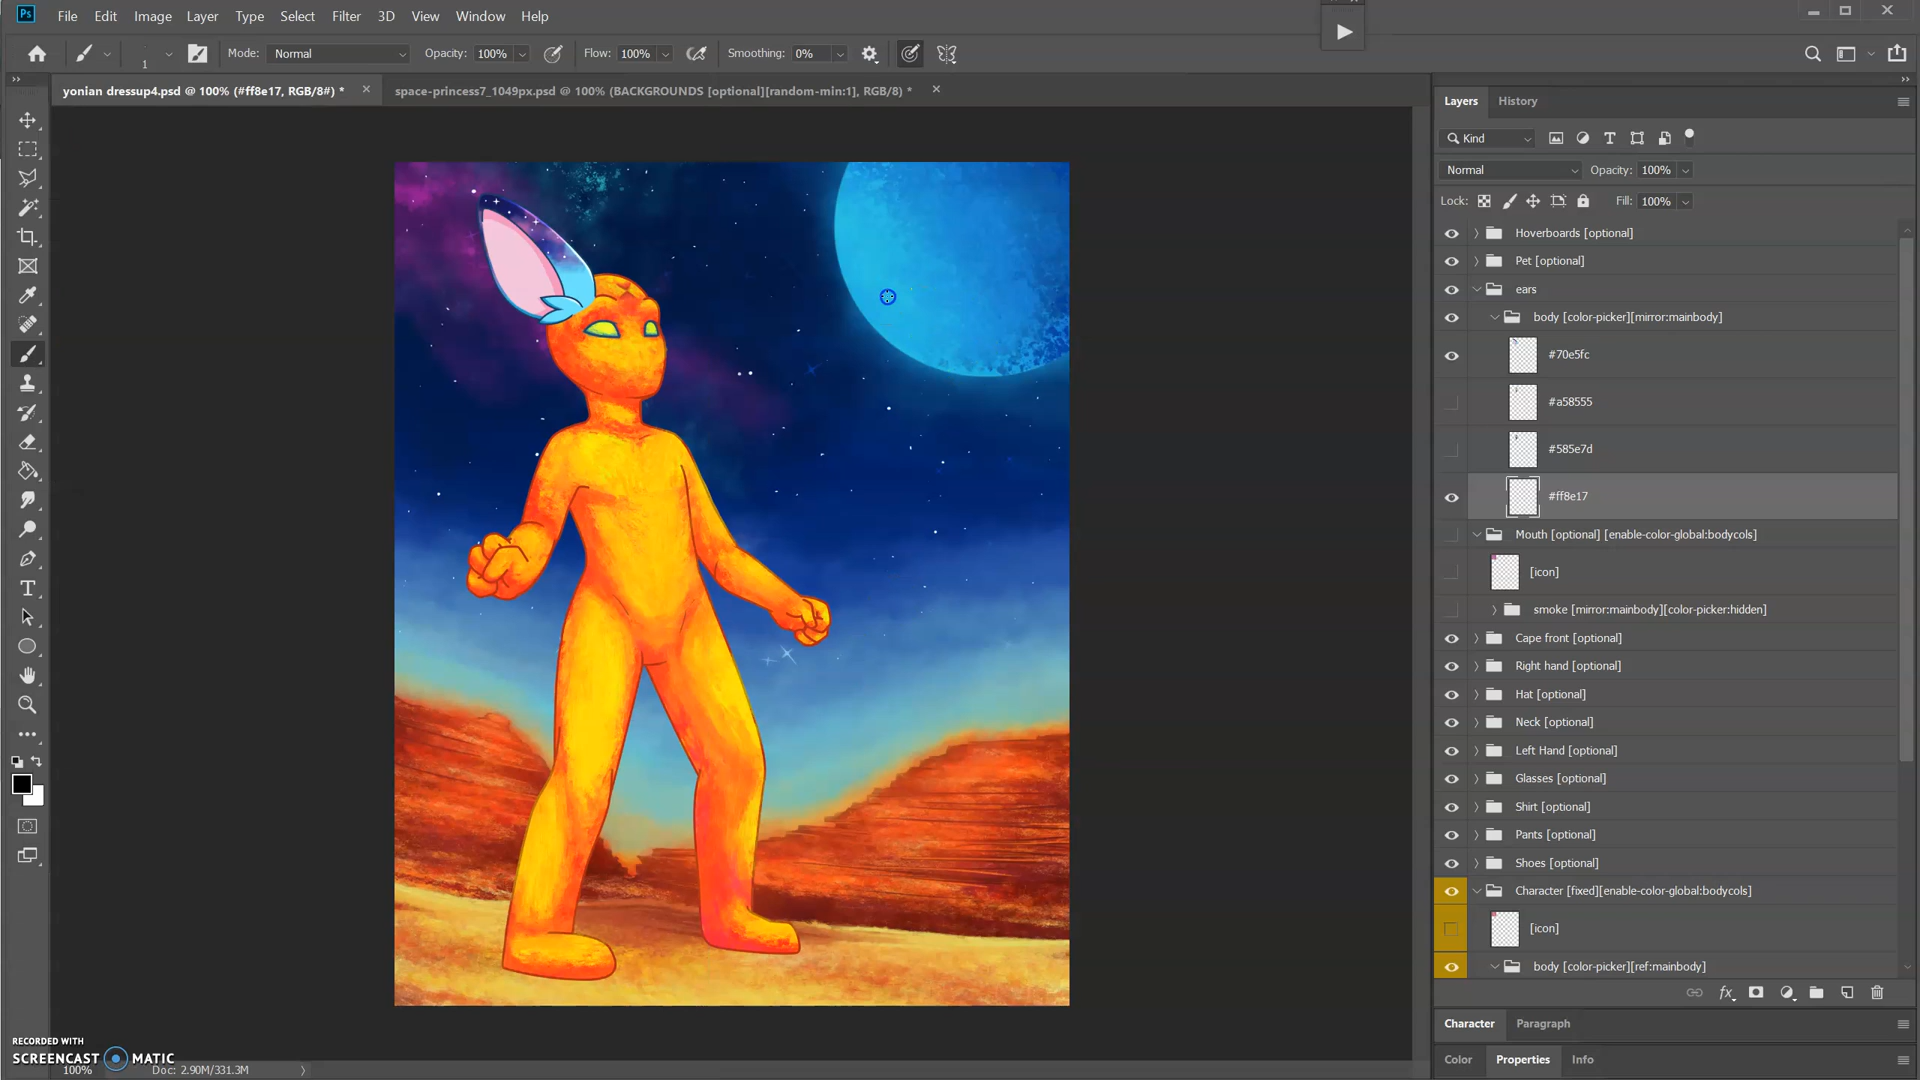 Ps File Edit Image Layer Type Select Filter 3D View Window Help
1 Mode: Normal Opacity: 100% Flow: 100% Smoothing: 0%
yonian dressup4.psd @ 100% (#ff8e17, RGB/8#) * × space-princess7_1049px.psd @ 100% (BACKGROUNDS [optional][random-min:1], RGB/8) * ×
Layers History
Kind
Normal Opacity: 100%
Lock: Fill: 100%
Hoverboards [optional]
Pet [optional]
ears
body [color-picker][mirror:mainbody]
#70e5fc
#a58555
#585e7d
#ff8e17
Mouth [optional] [enable-color-global:bodycols]
[icon]
smoke [mirror:mainbody][color-picker:hidden]
Cape front [optional]
Right hand [optional]
Hat [optional]
Neck [optional]
Left Hand [optional]
Glasses [optional]
Shirt [optional]
Pants [optional]
Shoes [optional]
Character [fixed][enable-color-global:bodycols]
[icon]
body [color-picker][ref:mainbody]
fx
Character Paragraph
Color Properties Info
RECORDED WITH
SCREENCAST MATIC
100% Doc: 2.90M/331.3M